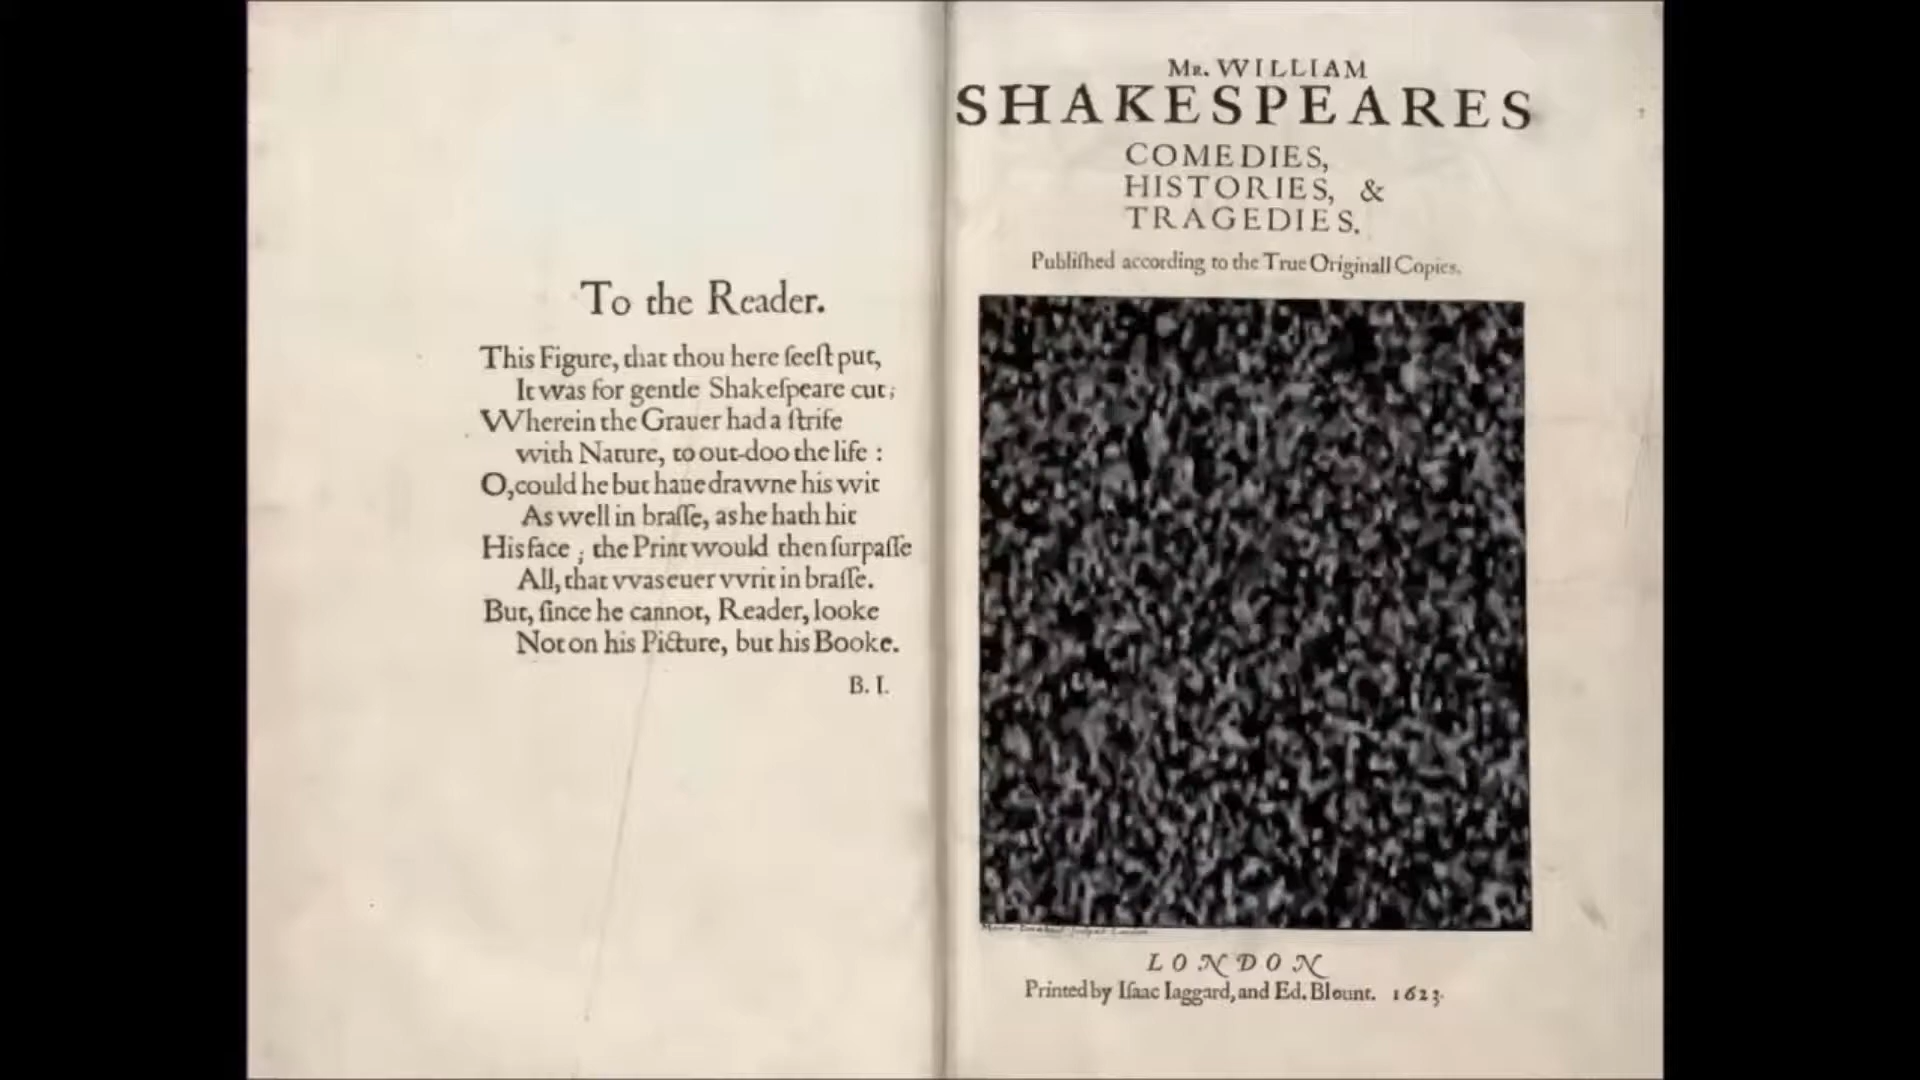 To the Reader.
This Figure, that thou here ſeeſt put,
It was for gentle Shakeſpeare cut;
Wherein the Grauer had a ſtrife
with Nature, to out-doo the life :
O, could he but haue drawne his wit
As well in braſſe, as he hath hit
His face ; the Print would then ſurpaſſe
All, that vvas euer vvrit in braſſe.
But, ſince he cannot, Reader, looke
Not on his Picture, but his Booke.
B. I.
Mr. WILLIAM
SHAKESPEARES
COMEDIES,
HISTORIES, &
TRAGEDIES.
Publiſhed according to the True Originall Copies.
LONDON
Printed by Iſaac Iaggard, and Ed. Blount. 1623.